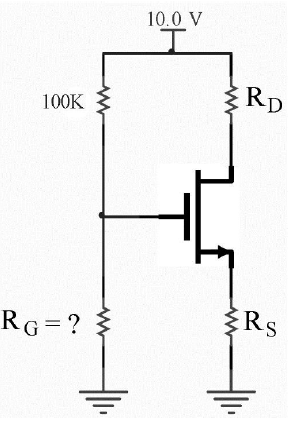 10.0 V
100K
R_D
R_G = ?
R_S